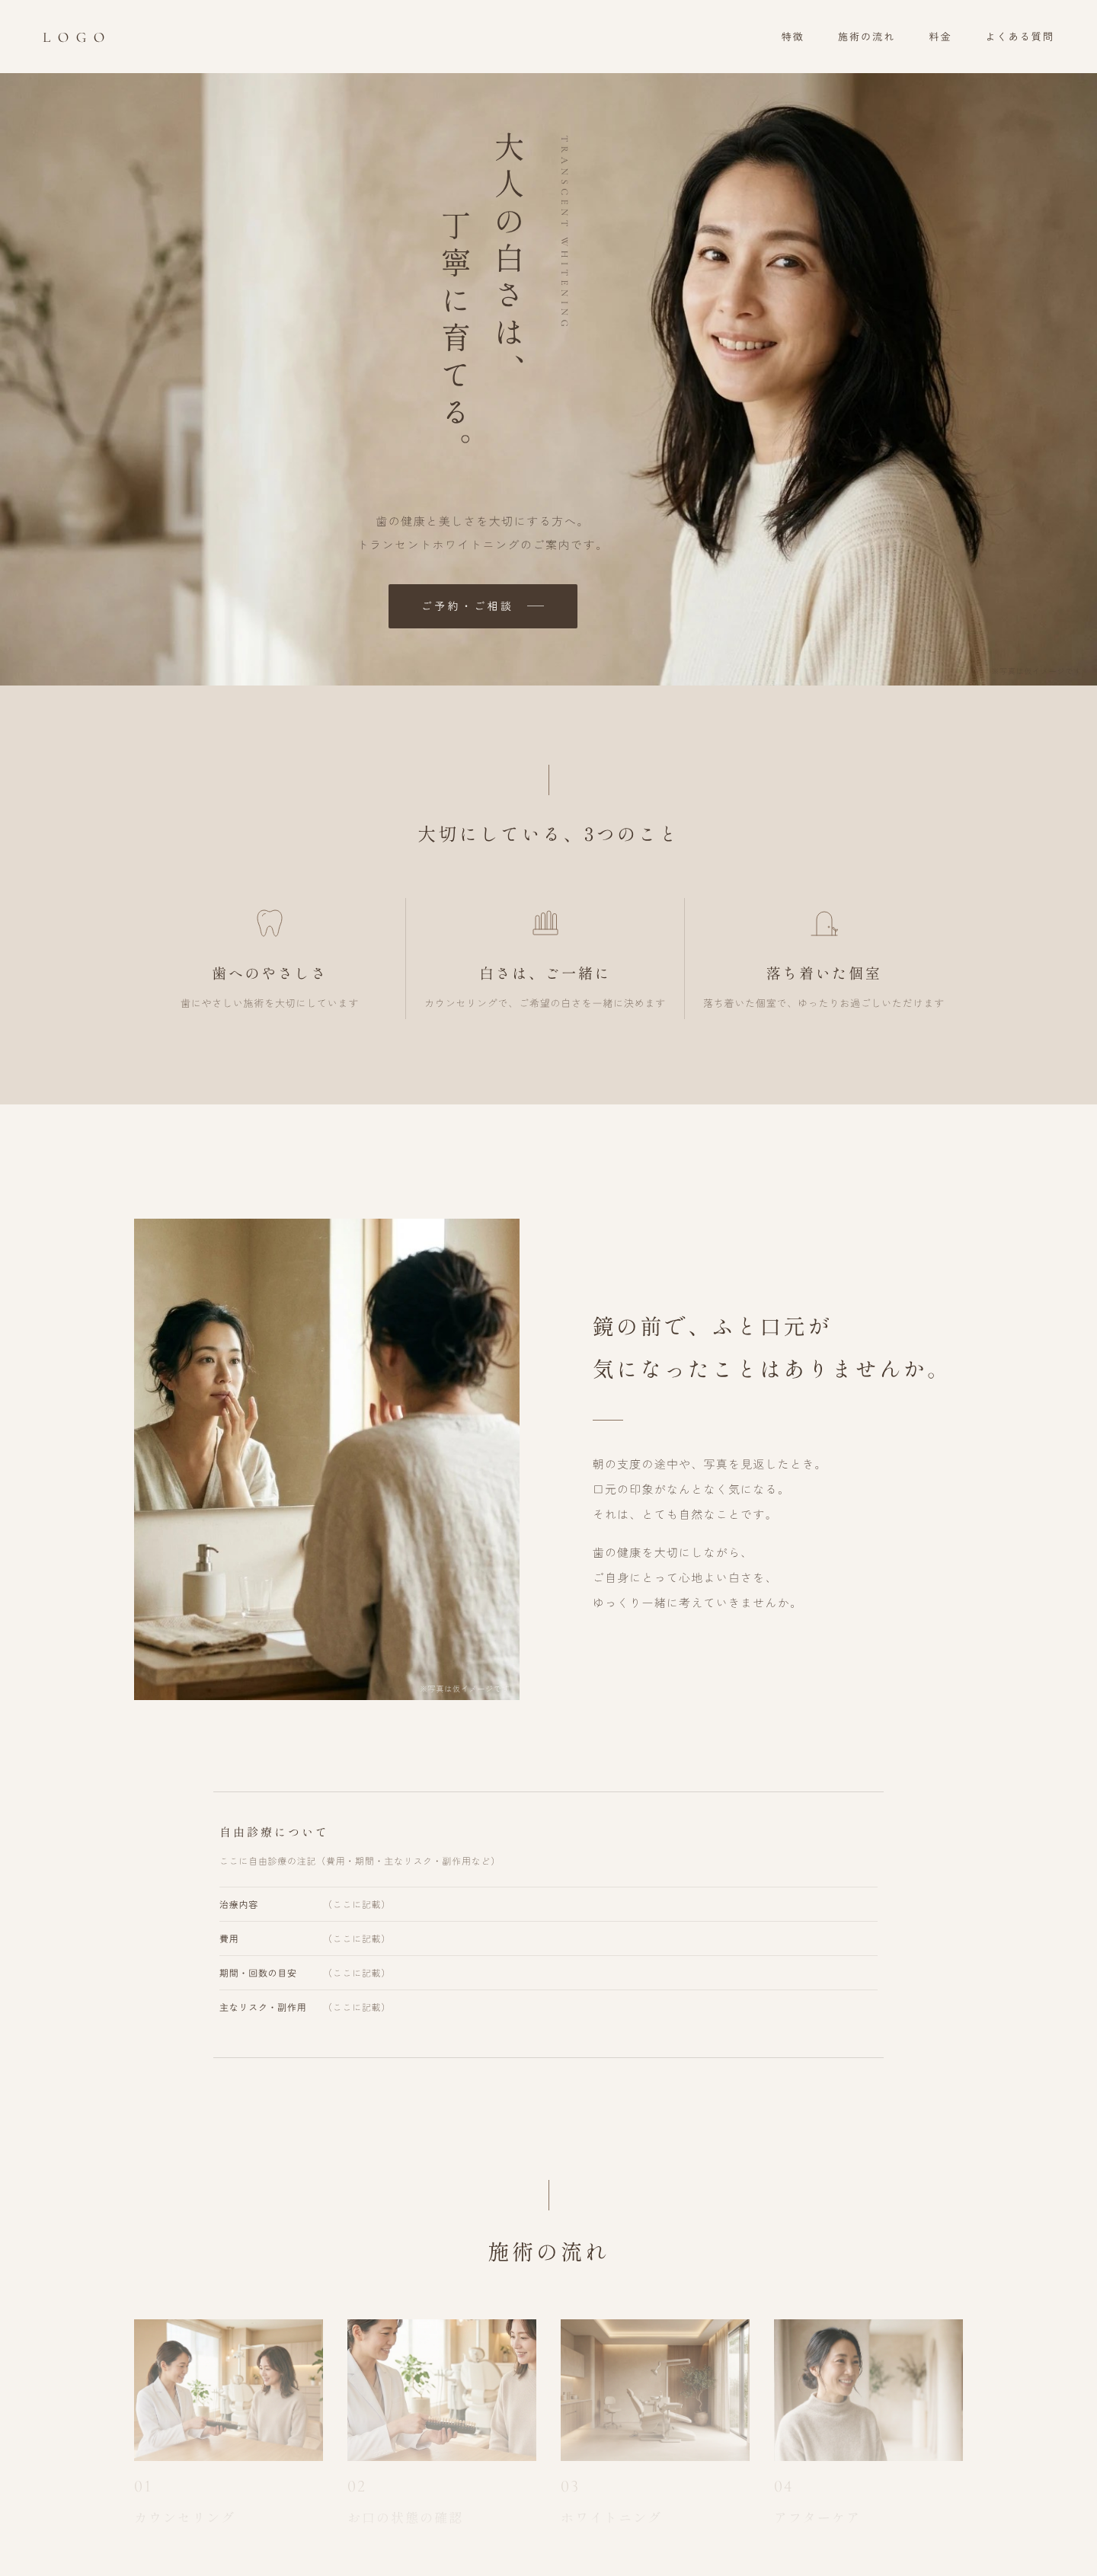 LOGO
特徴
施術の流れ
料金
よくある質問
TRANSCENT WHITENING
大人の白さは、
丁寧に育てる。
歯の健康と美しさを大切にする方へ。
トランセントホワイトニングのご案内です。
ご予約・ご相談
大切にしている、3つのこと
歯へのやさしさ
歯にやさしい施術を大切にしています
白さは、ご一緒に
カウンセリングで、ご希望の白さを一緒に決めます
落ち着いた個室
落ち着いた個室で、ゆったりお過ごしいただけます
鏡の前で、ふと口元が
気になったことはありませんか。
朝の支度の途中や、写真を見返したとき。
口元の印象がなんとなく気になる。
それは、とても自然なことです。
歯の健康を大切にしながら、
ご自身にとって心地よい白さを、
ゆっくり一緒に考えていきませんか。
自由診療について
ここに自由診療の注記（費用・期間・主なリスク・副作用など）
治療内容 （ここに記載）
費用 （ここに記載）
期間・回数の目安 （ここに記載）
主なリスク・副作用 （ここに記載）
施術の流れ
01
カウンセリング
02
お口の状態の確認
03
ホワイトニング
04
アフターケア